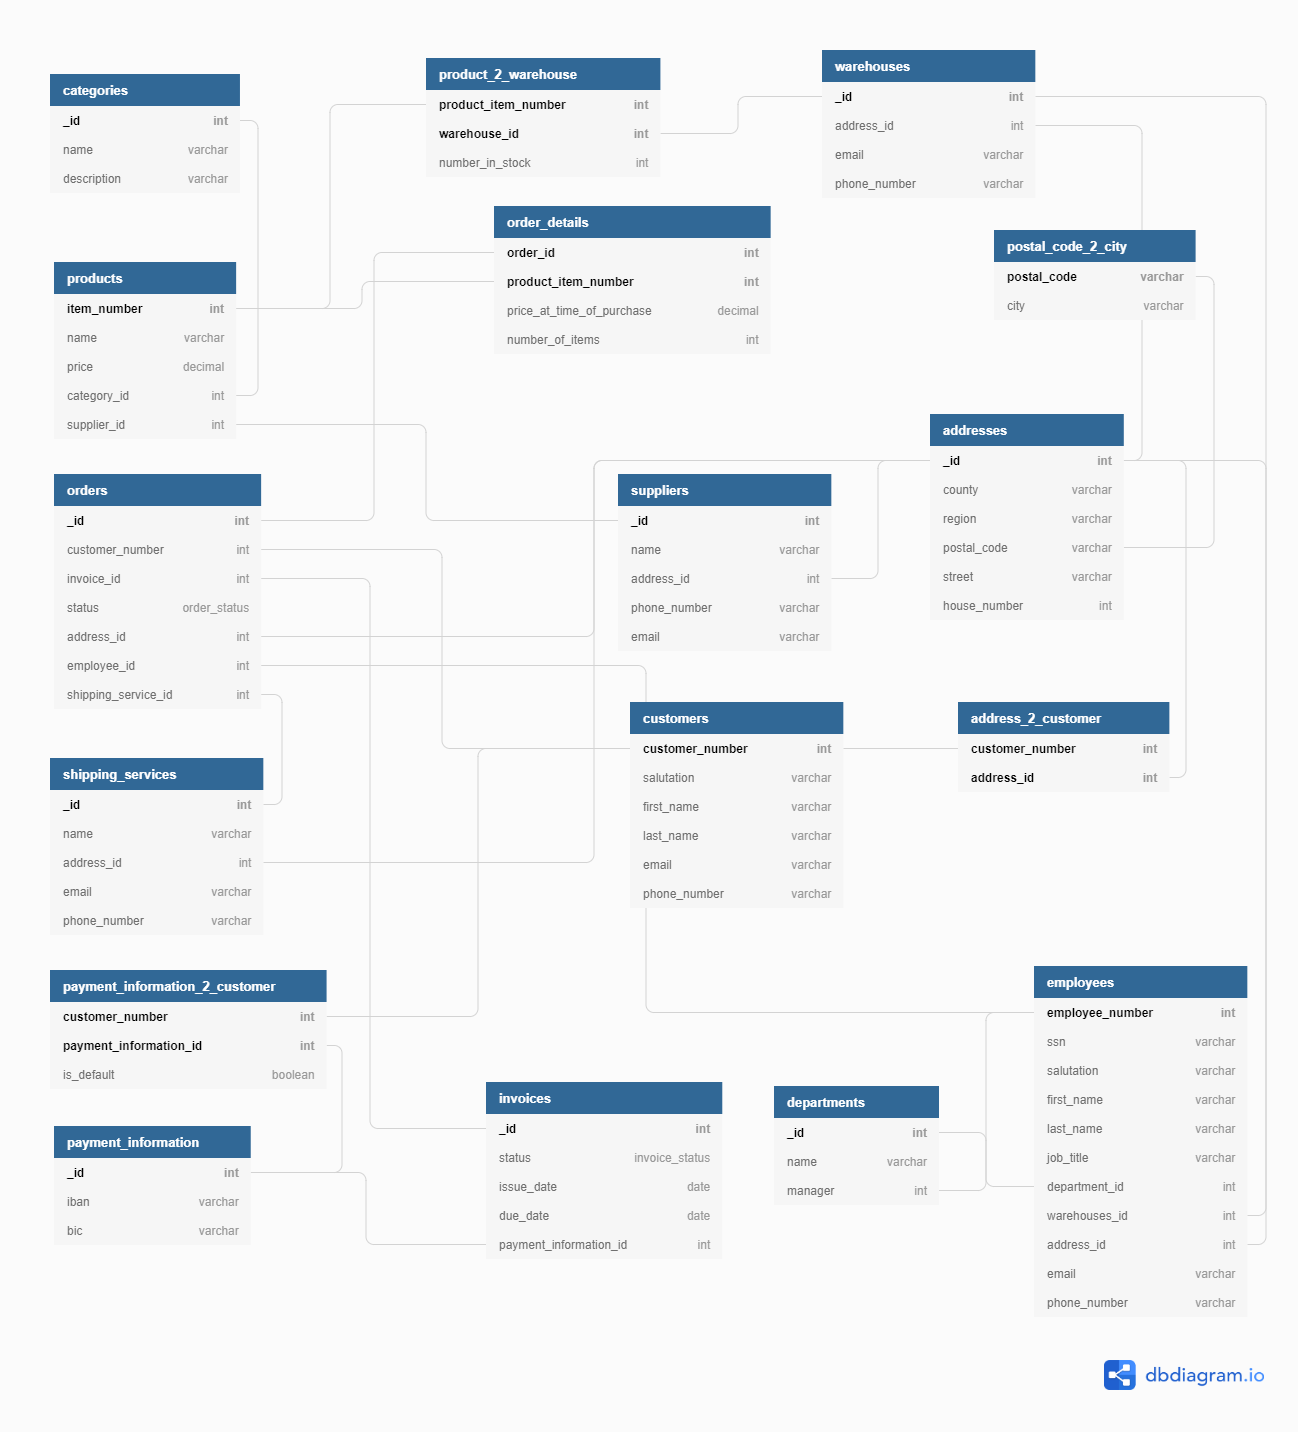 categories
_id int
name varchar
description varchar
product_2_warehouse
product_item_number int
warehouse_id int
number_in_stock int
warehouses
_id int
address_id int
email varchar
phone_number varchar
order_details
order_id int
product_item_number int
price_at_time_of_purchase decimal
number_of_items int
postal_code_2_city
postal_code varchar
city varchar
products
item_number int
name varchar
price decimal
category_id int
supplier_id int
addresses
_id int
county varchar
region varchar
postal_code varchar
street varchar
house_number int
orders
_id int
customer_number int
invoice_id int
status order_status
address_id int
employee_id int
shipping_service_id int
suppliers
_id int
name varchar
address_id int
phone_number varchar
email varchar
customers
customer_number int
salutation varchar
first_name varchar
last_name varchar
email varchar
phone_number varchar
address_2_customer
customer_number int
address_id int
shipping_services
_id int
name varchar
address_id int
email varchar
phone_number varchar
payment_information_2_customer
customer_number int
payment_information_id int
is_default boolean
employees
employee_number int
ssn varchar
salutation varchar
first_name varchar
last_name varchar
job_title varchar
department_id int
warehouses_id int
address_id int
email varchar
phone_number varchar
invoices
_id int
status invoice_status
issue_date date
due_date date
payment_information_id int
departments
_id int
name varchar
manager int
payment_information
_id int
iban varchar
bic varchar
dbdiagram.io